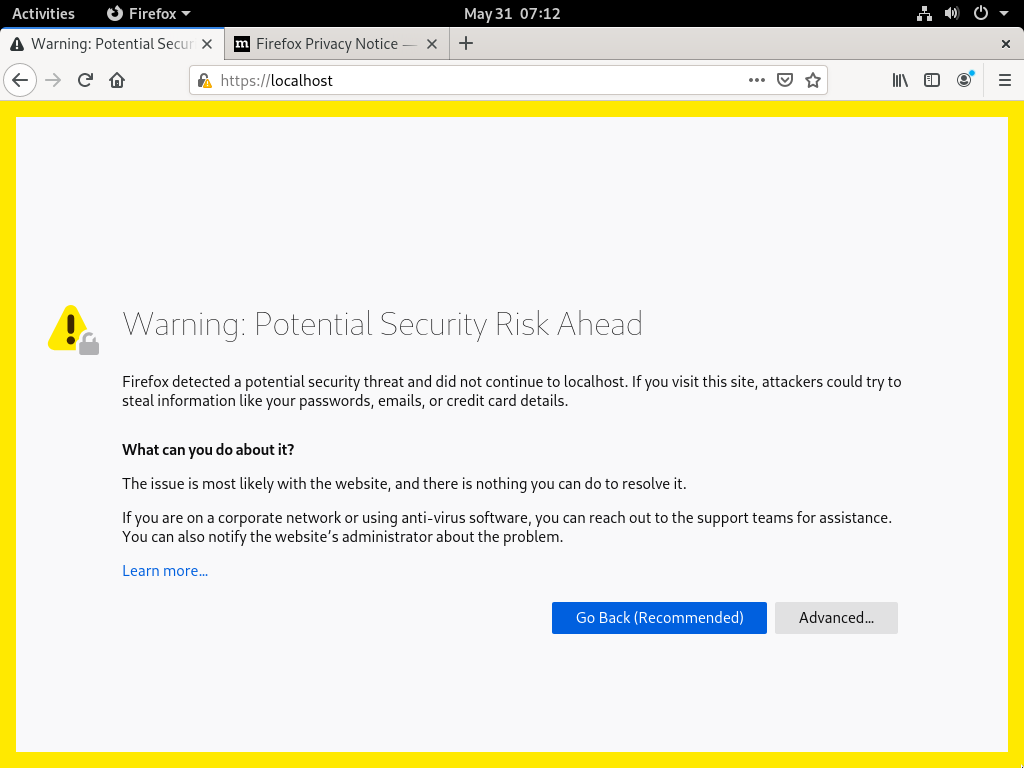 Activities Firefox May 31 07:12
Warning: Potential Secur Firefox Privacy Notice —
https://localhost
Warning: Potential Security Risk Ahead
Firefox detected a potential security threat and did not continue to localhost. If you visit this site, attackers could try to
steal information like your passwords, emails, or credit card details.
What can you do about it?
The issue is most likely with the website, and there is nothing you can do to resolve it.
If you are on a corporate network or using anti-virus software, you can reach out to the support teams for assistance.
You can also notify the website’s administrator about the problem.
Learn more…
Go Back (Recommended) Advanced…